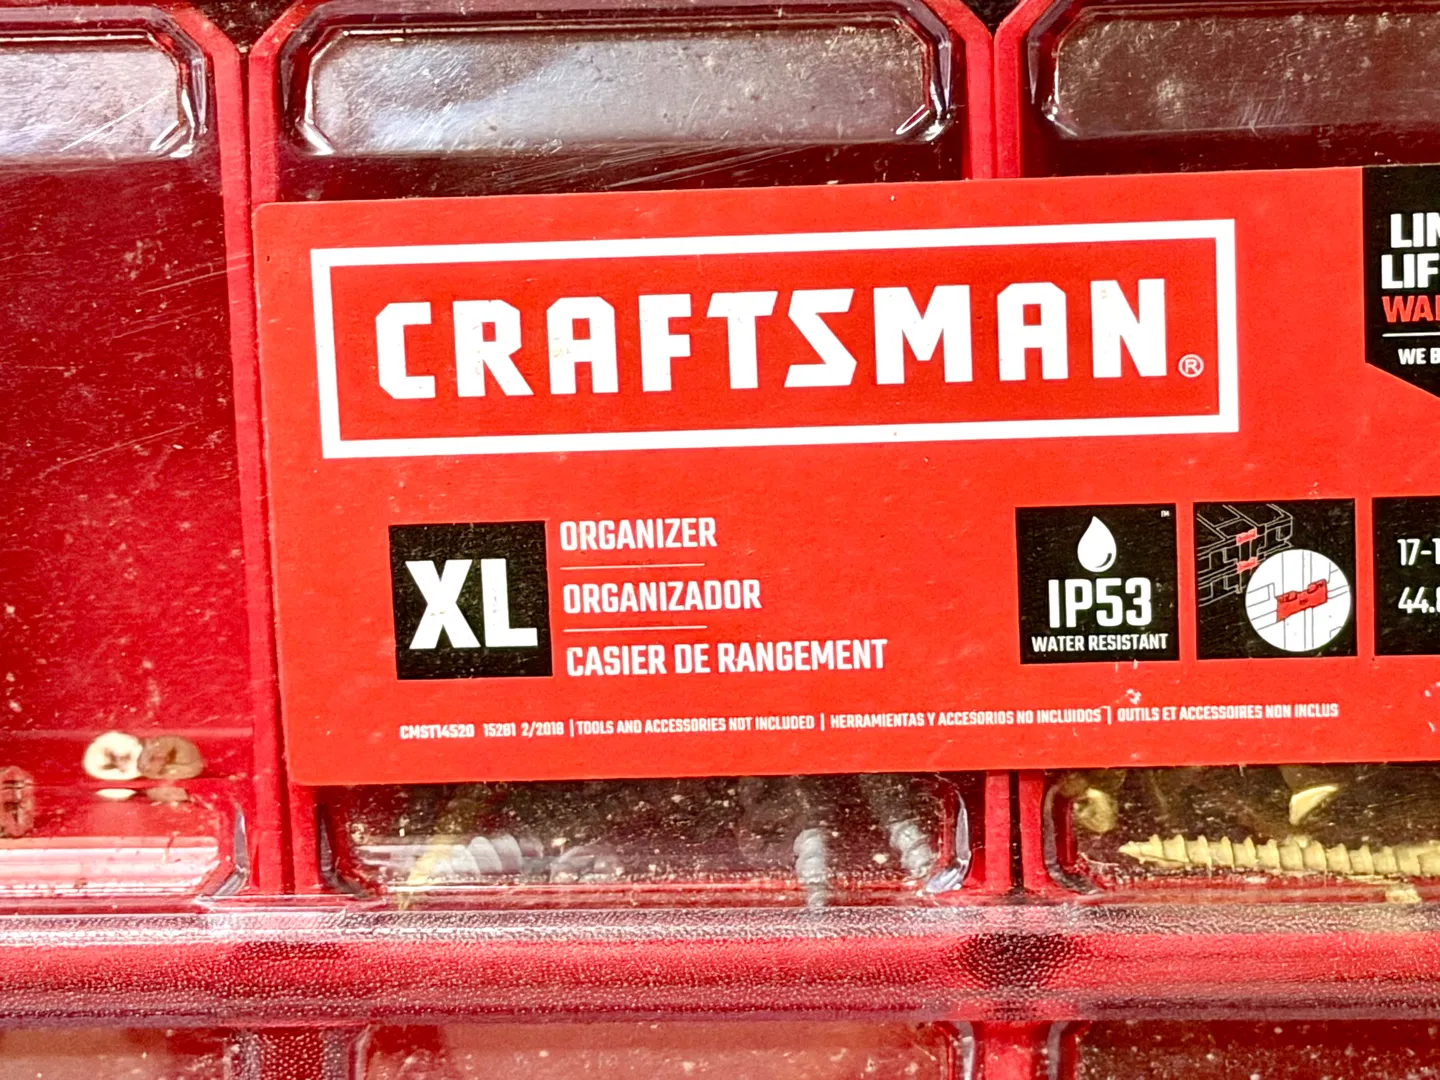 CRAFTSMAN®
WE
XL
ORGANIZER
ORGANIZADOR
CASIER DE RANGEMENT
IP53
WATER RESISTANT
CMST14520 15281 2/2018 | TOOLS AND ACCESSORIES NOT INCLUDED | HERRAMIENTAS Y ACCESORIOS NO INCLUIDOS | OUTILS ET ACCESSOIRES NON INCLUS